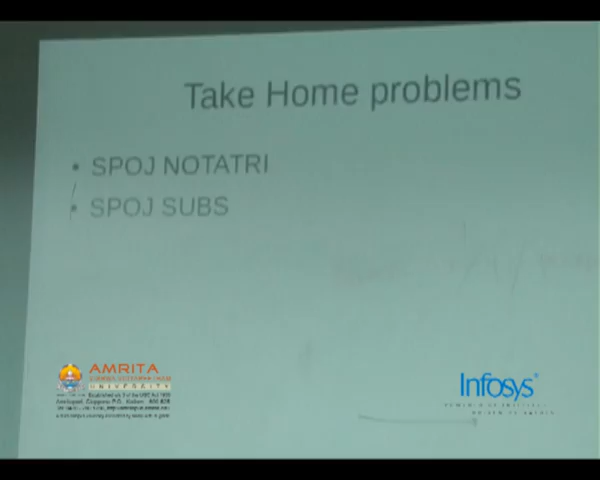 Take Home problems
• SPOJ NOTATRI
• SPOJ SUBS
AMRITA
UNIVERSITY
Infosys